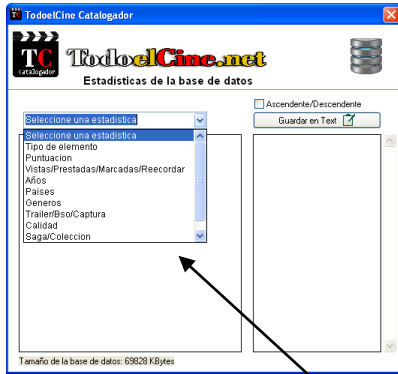 TodoelCine Catalogador
TC
catalogador
TodoelCine.net
Estadísticas de la base de datos
Seleccione una estadistica
Ascendente/Descendente
Guardar en Text
Seleccione una estadistica
Tipo de elemento
Puntuacion
Vistas/Prestadas/Marcadas/Reecordar
Años
Paises
Generos
Trailer/Bso/Captura
Calidad
Saga/Coleccion
Tamaño de la base de datos: 69828 KBytes